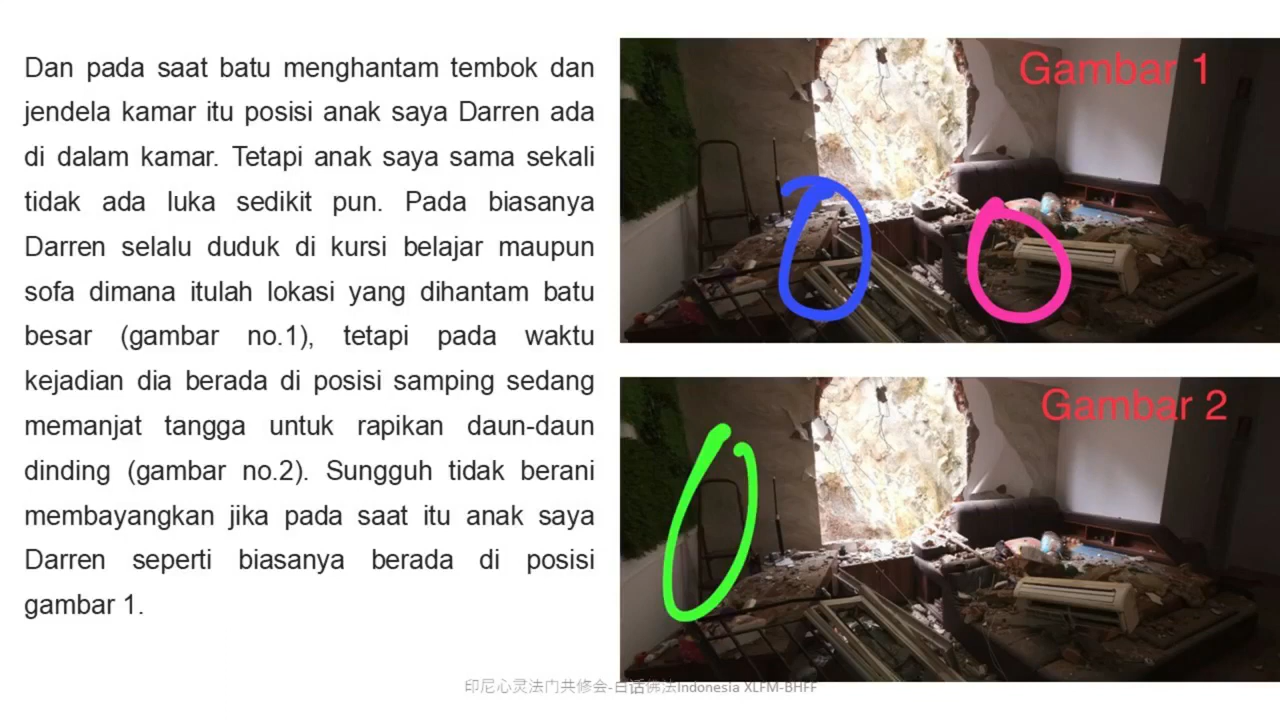 Dan pada saat batu menghantam tembok dan
jendela kamar itu posisi anak saya Darren ada
di dalam kamar. Tetapi anak saya sama sekali
tidak ada luka sedikit pun. Pada biasanya
Darren selalu duduk di kursi belajar maupun
sofa dimana itulah lokasi yang dihantam batu
besar (gambar no.1), tetapi pada waktu
kejadian dia berada di posisi samping sedang
memanjat tangga untuk rapikan daun-daun
dinding (gambar no.2). Sungguh tidak berani
membayangkan jika pada saat itu anak saya
Darren seperti biasanya berada di posisi
gambar 1.
Gambar 1
Gambar 2
印尼心灵法门共修会-白话佛法Indonesia XLFM-BHFF